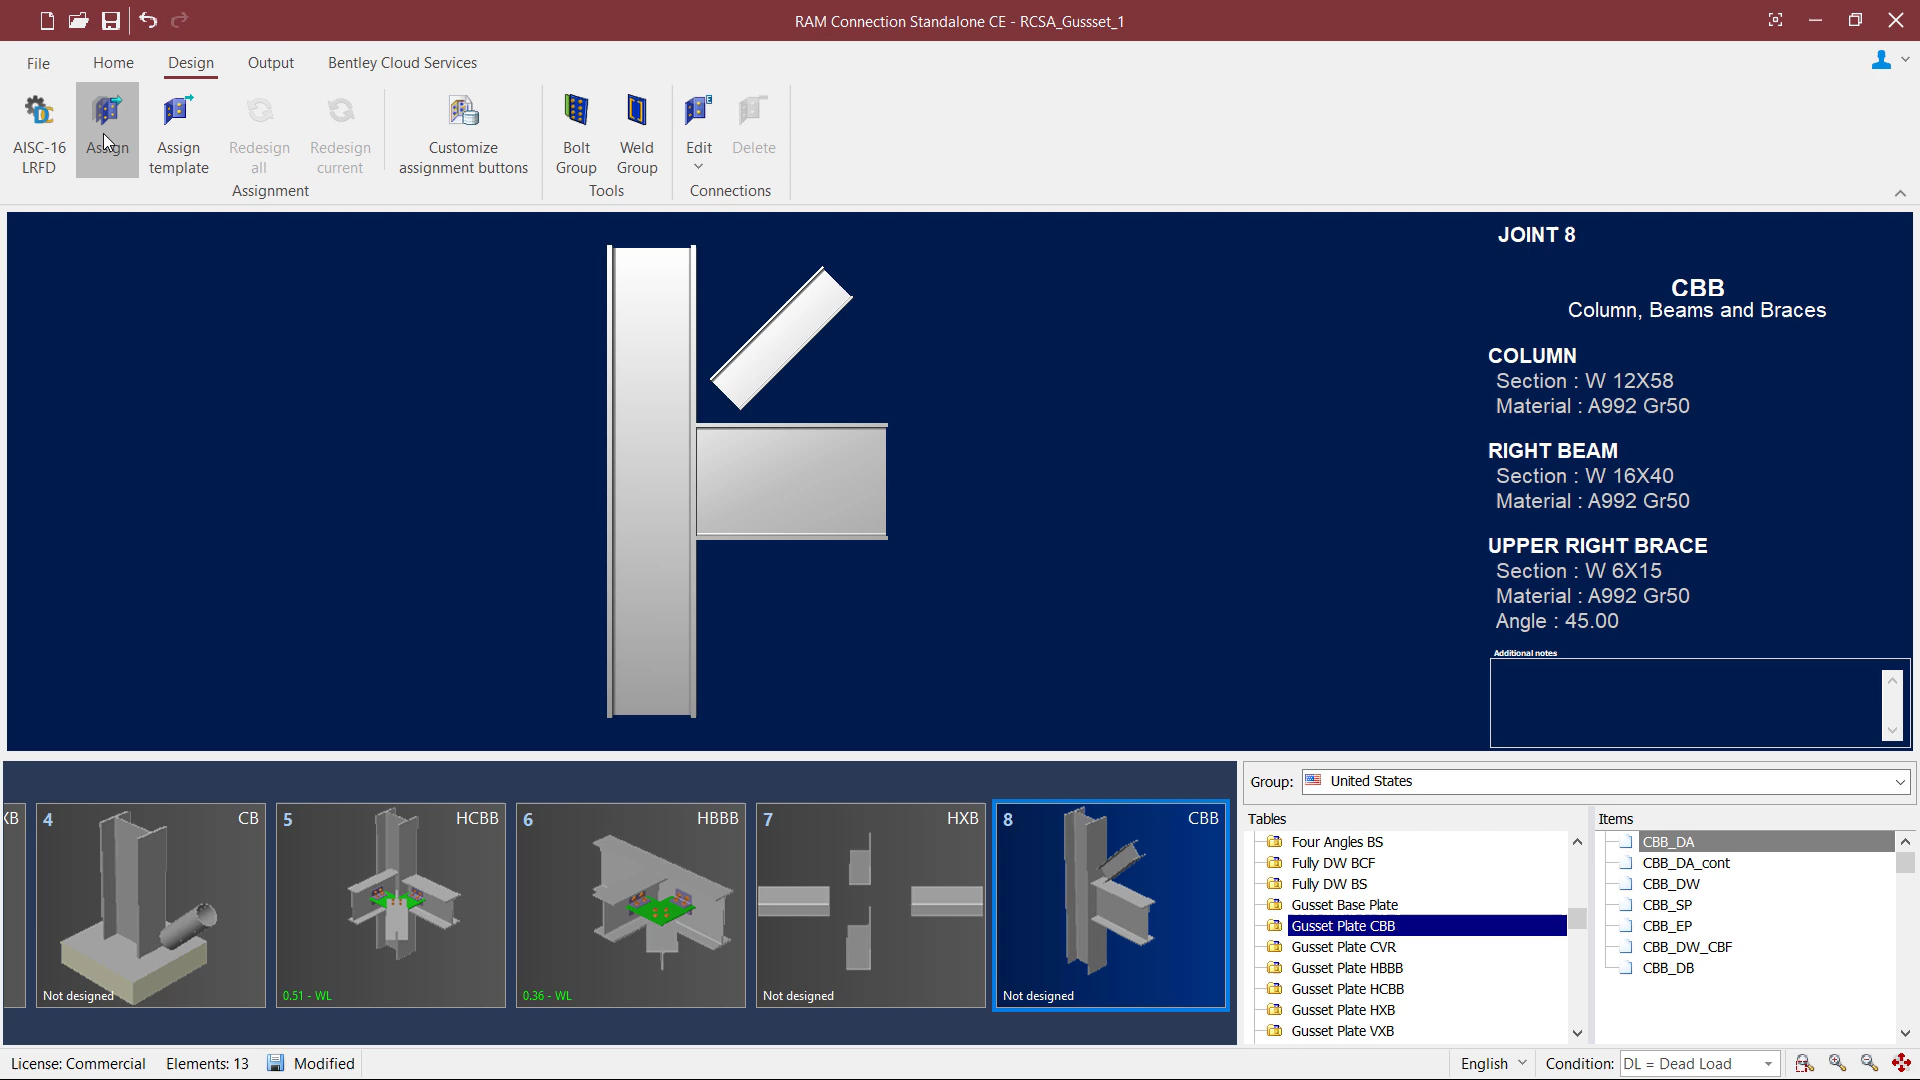 RAM Connection Standalone CE - RCSA_Gussset_1
File Home Design Output Bentley Cloud Services
AISC-16 LRFD
Assign
Assign template
Redesign all
Redesign current
Customize assignment buttons
Bolt Group
Weld Group
Edit
Delete
Assignment Tools Connections
JOINT 8
CBB
Column, Beams and Braces
COLUMN
Section : W 12X58
Material : A992 Gr50
RIGHT BEAM
Section : W 16X40
Material : A992 Gr50
UPPER RIGHT BRACE
Section : W 6X15
Material : A992 Gr50
Angle : 45.00
Additional notes
XB
4 CB
Not designed
5 HCBB
0.51 - WL
6 HBBB
0.36 - WL
7 HXB
Not designed
8 CBB
Not designed
Group: United States
Tables
Four Angles BS
Fully DW BCF
Fully DW BS
Gusset Base Plate
Gusset Plate CBB
Gusset Plate CVR
Gusset Plate HBBB
Gusset Plate HCBB
Gusset Plate HXB
Gusset Plate VXB
Items
CBB_DA
CBB_DA_cont
CBB_DW
CBB_SP
CBB_EP
CBB_DW_CBF
CBB_DB
License: Commercial Elements: 13 Modified English Condition: DL = Dead Load